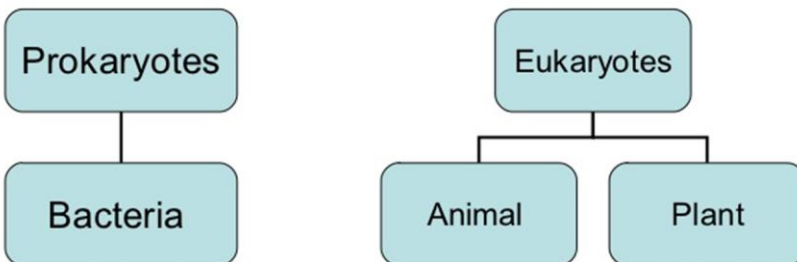 Prokaryotes
Eukaryotes
Bacteria
Animal
Plant